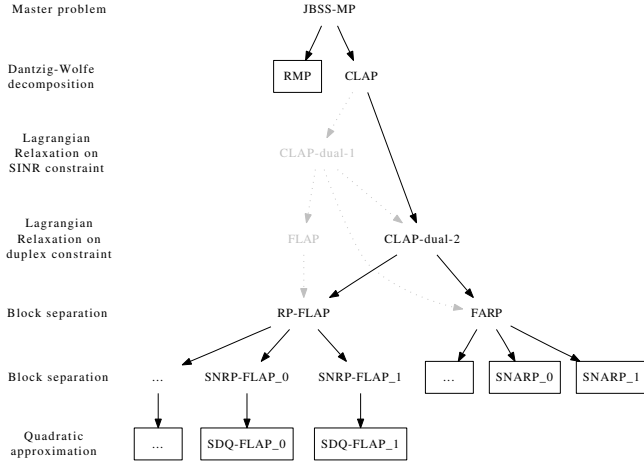 Master problem JBSS-MP
Dantzig-Wolfe
decomposition
RMP CLAP
Lagrangian
Relaxation on
SINR constraint
CLAP-dual-1
Lagrangian
Relaxation on
duplex constraint
FLAP CLAP-dual-2
Block separation RP-FLAP FARP
Block separation ... SNRP-FLAP_0 SNRP-FLAP_1 ... SNARP_0 SNARP_1
Quadratic
approximation
... SDQ-FLAP_0 SDQ-FLAP_1